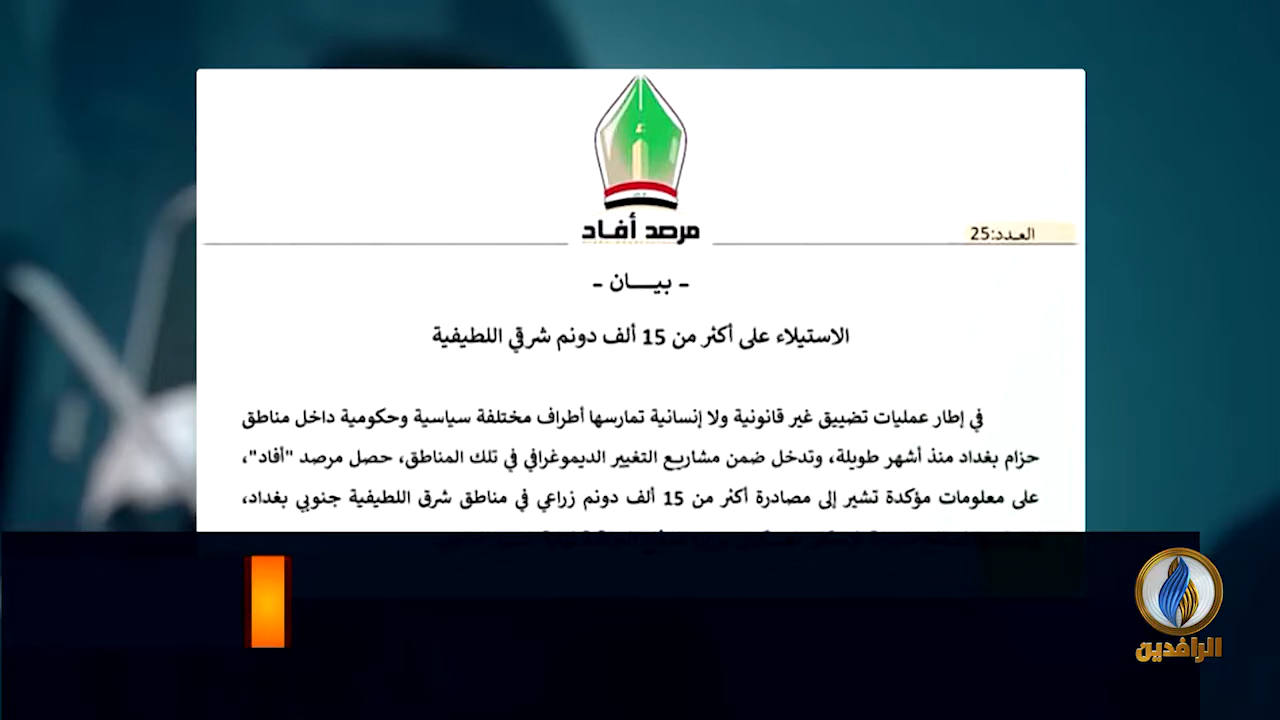 مرصد أفاد
العدد:25
- بيـــــان -
الاستيلاء على أكثر من 15 ألف دونم شرقي اللطيفية
في إطار عمليات تضييق غير قانونية ولا إنسانية تمارسها أطراف مختلفة سياسية وحكومية داخل مناطق
حزام بغداد منذ أشهر طويلة، وتدخل ضمن مشاريع التغيير الديموغرافي في تلك المناطق، حصل مرصد "أفاد"،
على معلومات مؤكدة تشير إلى مصادرة أكثر من 15 ألف دونم زراعي في مناطق شرق اللطيفية جنوبي بغداد،
الرافدين